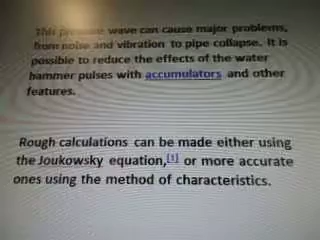 This pressure wave can cause major problems,
from noise and vibration to pipe collapse. It is
possible to reduce the effects of the water
hammer pulses with accumulators and other
features.
Rough calculations can be made either using
the Joukowsky equation,[1] or more accurate
ones using the method of characteristics.